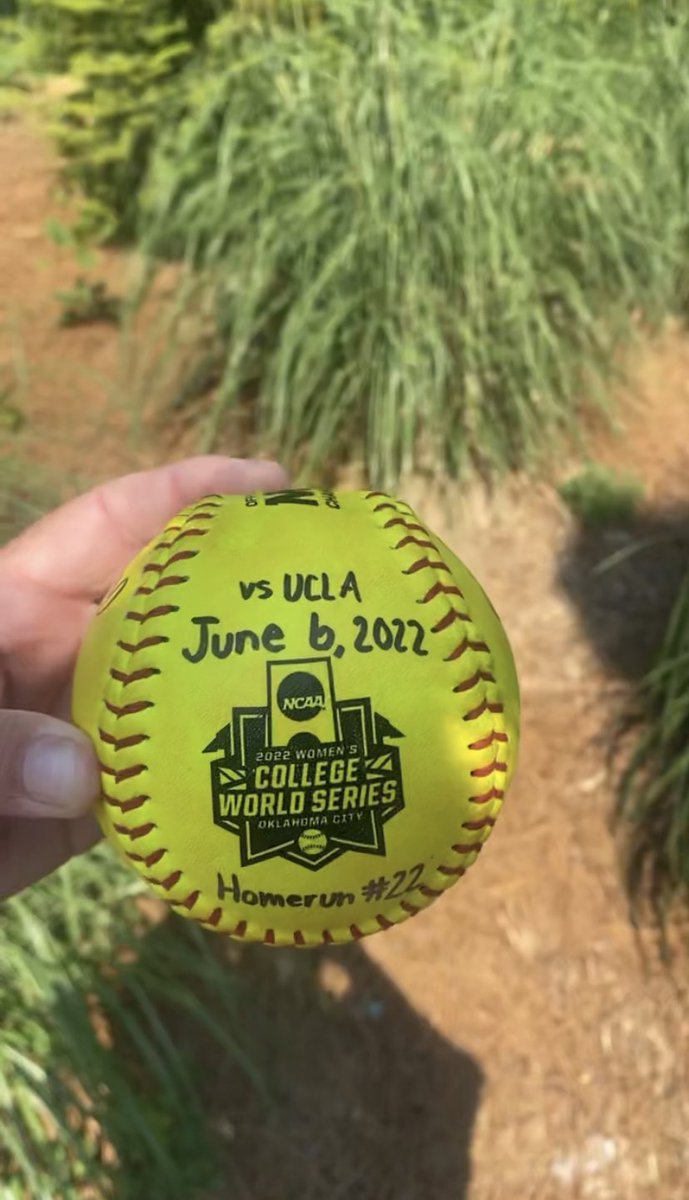 vs UCLA
June 6, 2022
NCAA
2022 WOMEN'S
COLLEGE
WORLD SERIES
OKLAHOMA CITY
Homerun #22